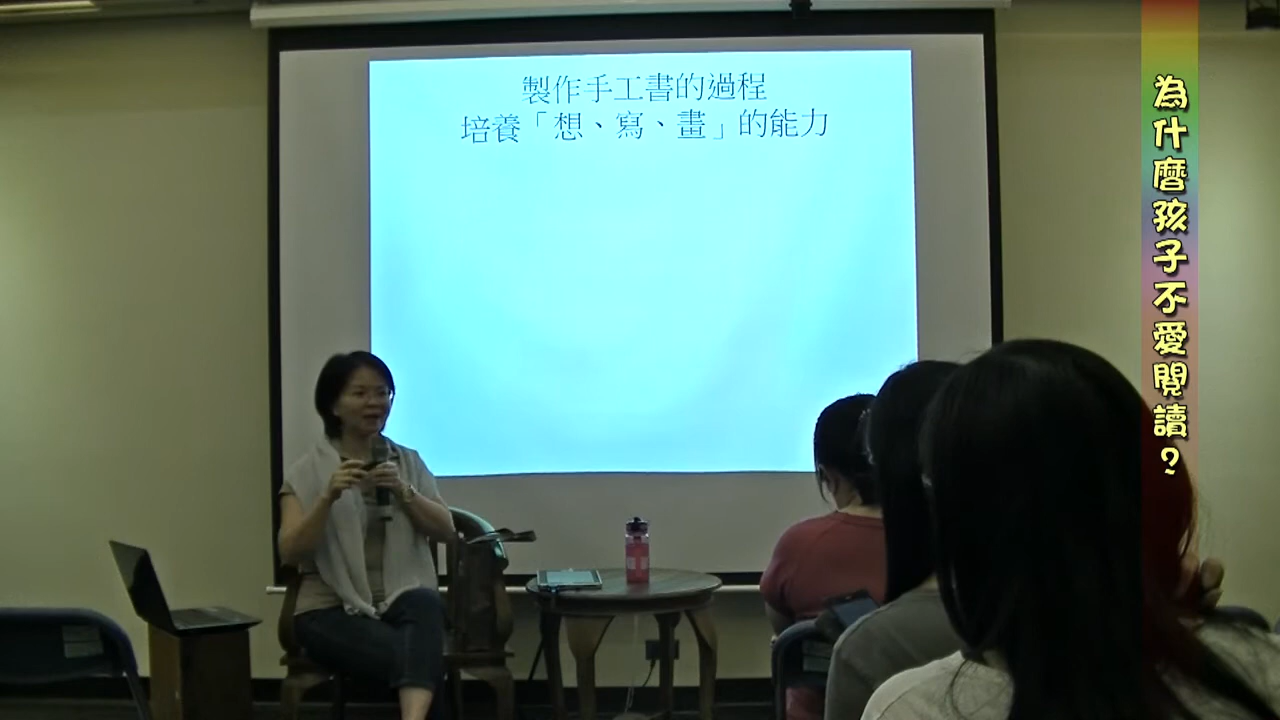 製作手工書的過程
培養「想、寫、畫」的能力
為什麼孩子不愛閱讀？